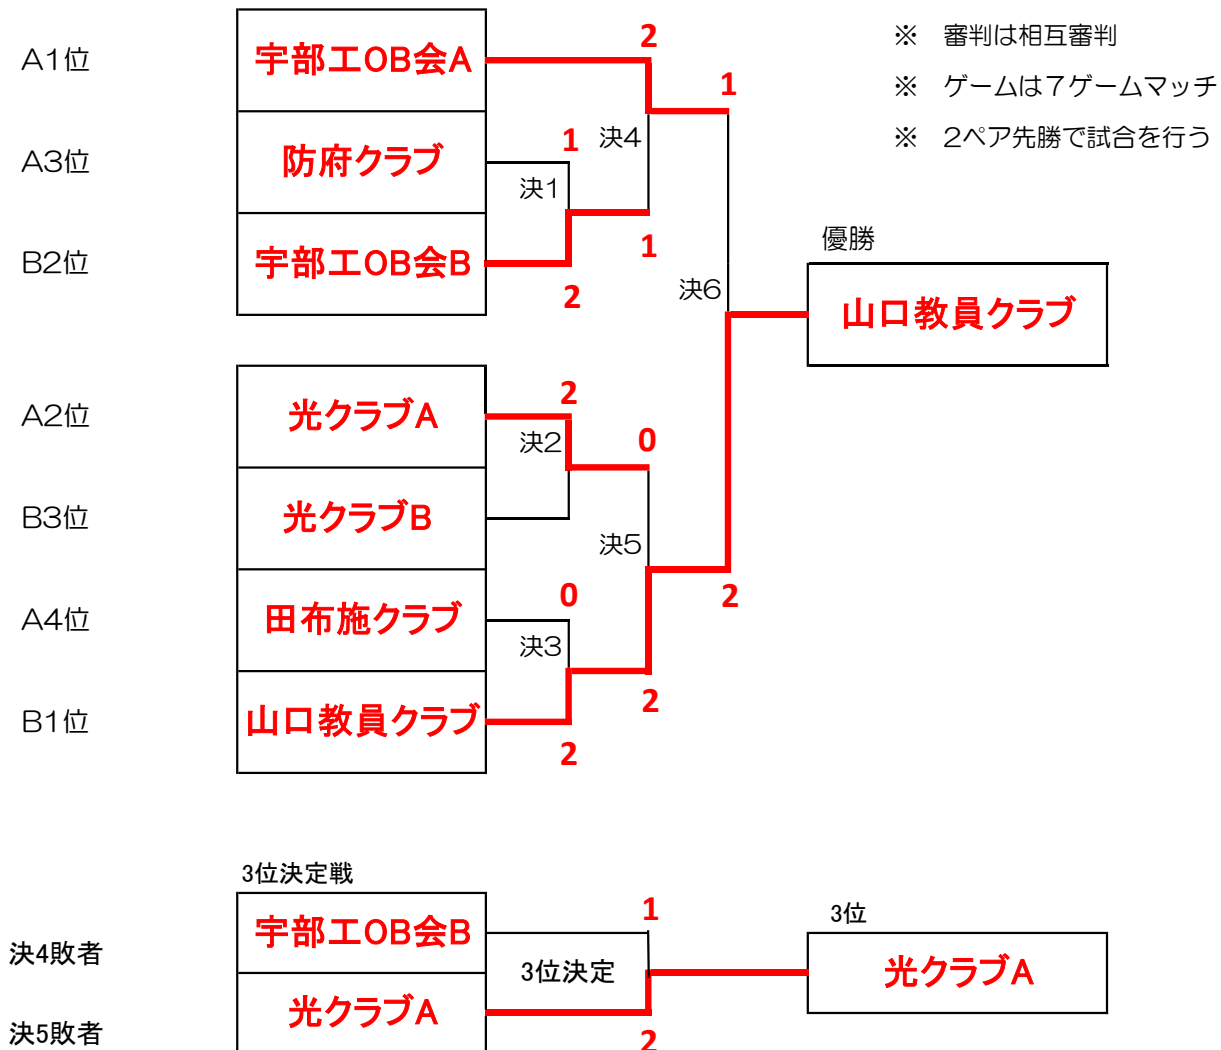 ※ 審判は相互審判
※ ゲームは7ゲームマッチ
※ 2ペア先勝で試合を行う
A1位
宇部工OB会A
2
1
A3位
防府クラブ
1
決4
決1
B2位
宇部工OB会B
1
2
決6
優勝
山口教員クラブ
A2位
光クラブA
2
決2
0
B3位
光クラブB
決5
A4位
田布施クラブ
0
2
決3
B1位
山口教員クラブ
2
2
3位決定戦
決4敗者
宇部工OB会B
1
3位
3位決定
光クラブA
決5敗者
光クラブA
2